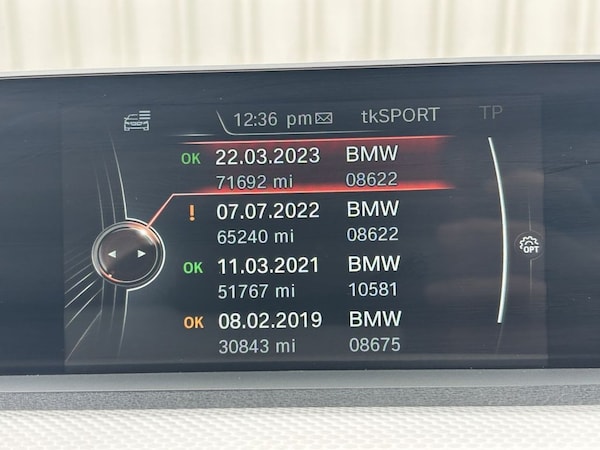 12:36 pm tkSPORT TP
OK 22.03.2023 BMW
71692 mi 08622
! 07.07.2022 BMW
65240 mi 08622
OK 11.03.2021 BMW
51767 mi 10581
OPT
OK 08.02.2019 BMW
30843 mi 08675